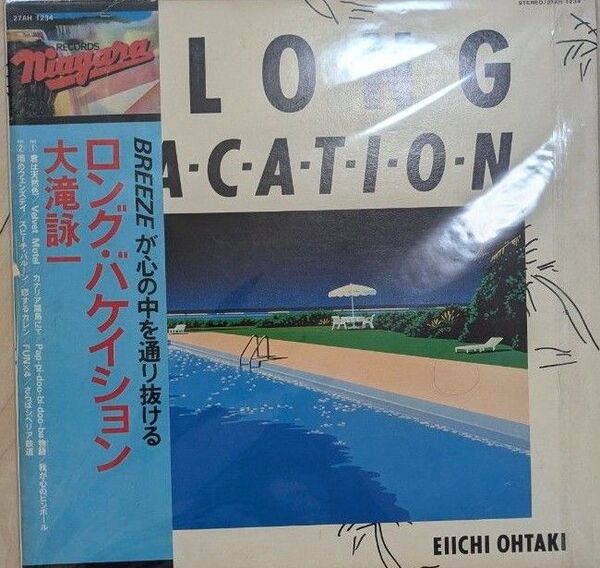 27AH 1234
STEREO/27AH 1234
RECORDS
Niagara
LONG
A·C·A·T·I·O·N
BREEZEが心の中を通り抜ける
ロング・バケイション
大滝詠一
君は天然色/Velvet Motel カナリア諸島にて/Pap-pi-doo-bi-doo-ba物語 我が心のピンボール
雨のウェンズデイ/スピーチ・バルーン/恋するカレン/FUN×4/さらばシベリア鉄道
EIICHI OHTAKI